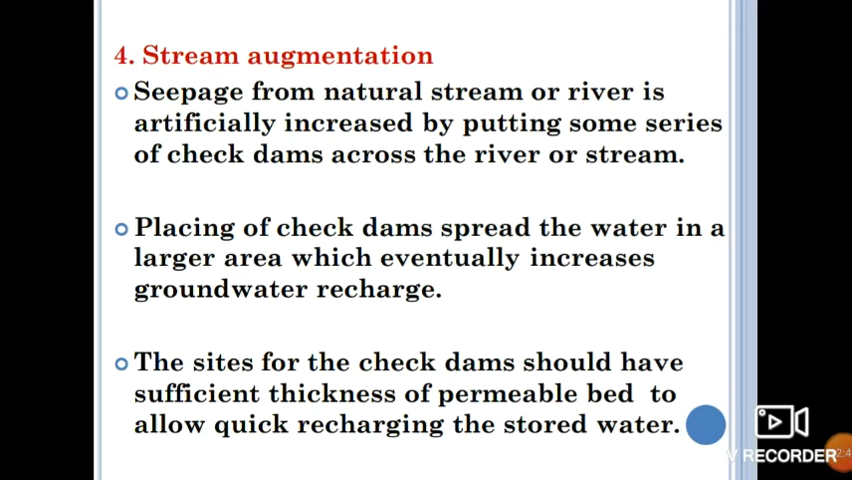 4. Stream augmentation
Seepage from natural stream or river is
artificially increased by putting some series
of check dams across the river or stream.
Placing of check dams spread the water in a
larger area which eventually increases
groundwater recharge.
The sites for the check dams should have
sufficient thickness of permeable bed to
allow quick recharging the stored water.
V RECORDER
2:4